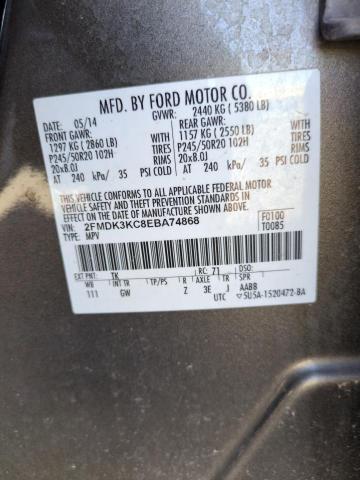 MFD. BY FORD MOTOR CO.
05/14 GVWR: 2440 KG ( 5380 LB)
FRONT GAWR: REAR GAWR:
1297 KG ( 2860 LB) WITH 1157 KG ( 2550 LB) WITH
P245/50R20 102H TIRES P245/50R20 102H TIRES
20x8.0J RIMS 20x8.0J RIMS
AT 240 kPa/ 35 PSI COLD AT 240 kPa/ 35 PSI COLD
THIS VEHICLE CONFORMS TO ALL APPLICABLE FEDERAL MOTOR
VEHICLE SAFETY AND BUMPER STANDARDS AND THEFT PREVENTION STANDARDS
IN EFFECT ON THE DATE OF MANUFACTURE SHOWN ABOVE.
VIN: 2FMDK3KC8EBA74868 F0100
TYPE: MPV T0085
EXT PNT: TK RC: 71 DSO:
WB INT TR TP/PS R AXLE TR SPR
111 GW Z 3E J AABB
UTC 5U5A-1520472-BA